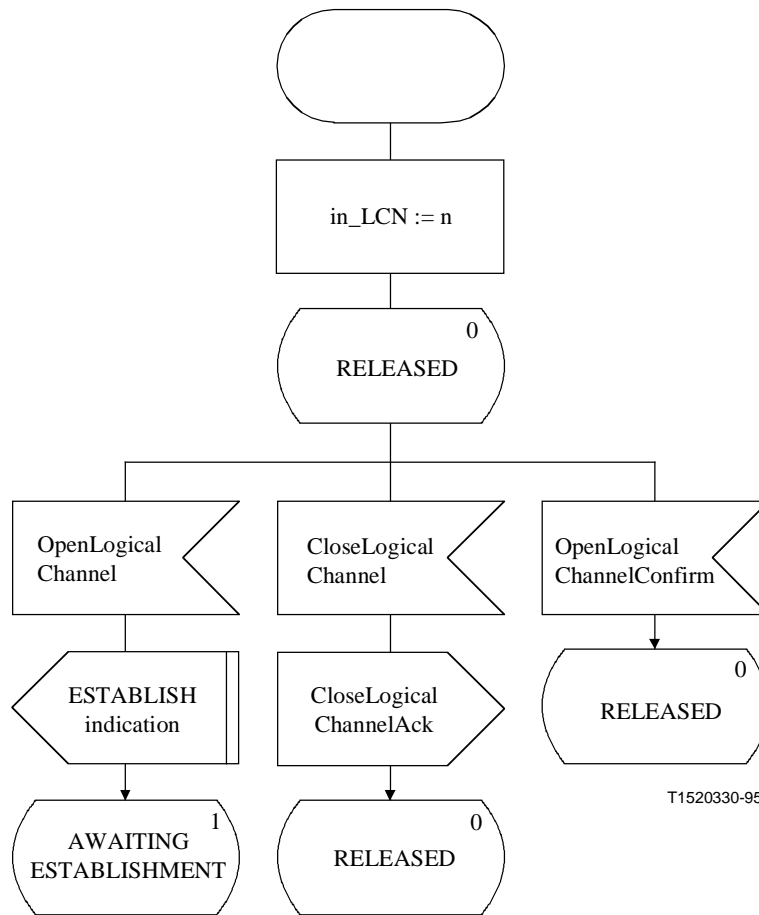 in_LCN := n
0
RELEASED
OpenLogical
Channel
CloseLogical
Channel
OpenLogical
ChannelConfirm
ESTABLISH
indication
CloseLogical
ChannelAck
0
RELEASED
T1520330-95
1
AWAITING
ESTABLISHMENT
0
RELEASED